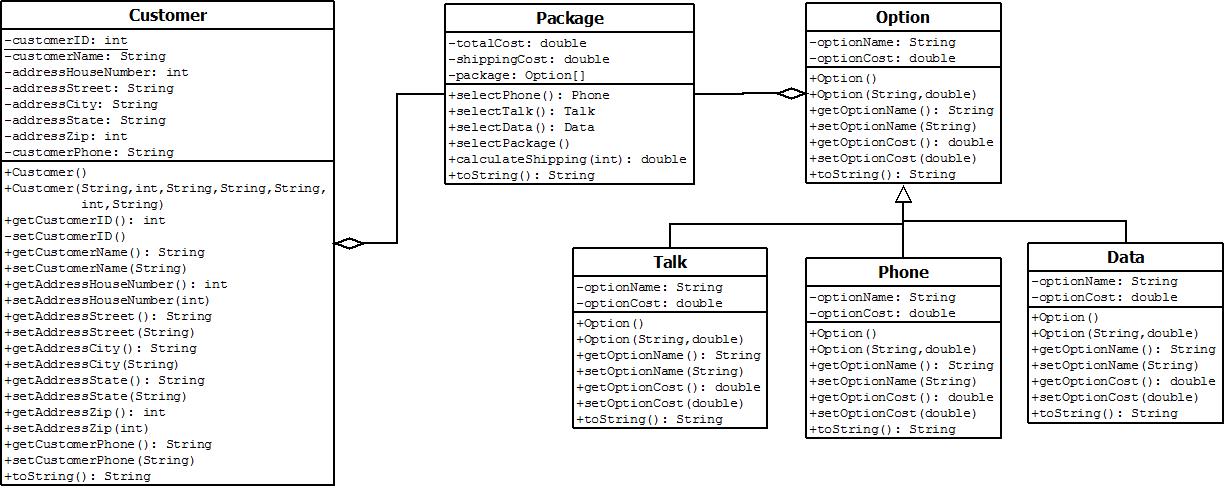 Customer
-customerID: int
-customerName: String
-addressHouseNumber: int
-addressStreet: String
-addressCity: String
-addressState: String
-addressZip: int
-customerPhone: String
+Customer()
+Customer(String,int,String,String,String,
int,String)
+getCustomerID(): int
-setCustomerID()
+getCustomerName(): String
+setCustomerName(String)
+getAddressHouseNumber(): int
+setAddressHouseNumber(int)
+getAddressStreet(): String
+setAddressStreet(String)
+getAddressCity(): String
+setAddressCity(String)
+getAddressState(): String
+setAddressState(String)
+getAddressZip(): int
+setAddressZip(int)
+getCustomerPhone(): String
+setCustomerPhone(String)
+toString(): String
Package
-totalCost: double
-shippingCost: double
-package: Option[]
+selectPhone(): Phone
+selectTalk(): Talk
+selectData(): Data
+selectPackage()
+calculateShipping(int): double
+toString(): String
Option
-optionName: String
-optionCost: double
+Option()
+Option(String,double)
+getOptionName(): String
+setOptionName(String)
+getOptionCost(): double
+setOptionCost(double)
+toString(): String
Talk
-optionName: String
-optionCost: double
+Option()
+Option(String,double)
+getOptionName(): String
+setOptionName(String)
+getOptionCost(): double
+setOptionCost(double)
+toString(): String
Phone
-optionName: String
-optionCost: double
+Option()
+Option(String,double)
+getOptionName(): String
+setOptionName(String)
+getOptionCost(): double
+setOptionCost(double)
+toString(): String
Data
-optionName: String
-optionCost: double
+Option()
+Option(String,double)
+getOptionName(): String
+setOptionName(String)
+getOptionCost(): double
+setOptionCost(double)
+toString(): String